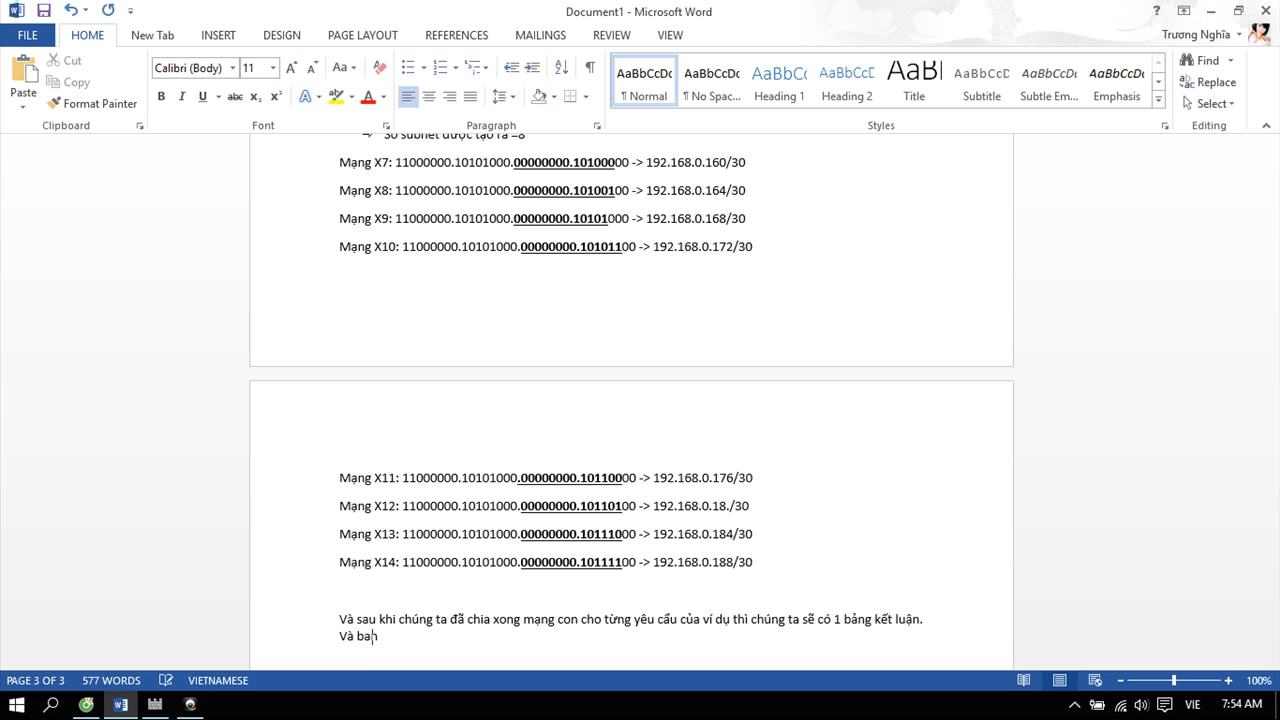 Document1 - Microsoft Word
FILE HOME New Tab INSERT DESIGN PAGE LAYOUT REFERENCES MAILINGS REVIEW VIEW Trương Nghĩa
Paste
Cut
Copy
Format Painter
Clipboard
Calibri (Body) 11
Font
Paragraph
AaBbCcDc AaBbCcDc AaBbCc AaBbCcD AaBl AaBbCcD AaBbCcDc AaBbCcDc
¶ Normal ¶ No Spac... Heading 1 Heading 2 Title Subtitle Subtle Em... Emphasis
Styles
Find
Replace
Select
Editing
Số subnet được tạo ra =8
Mạng X7: 11000000.10101000.00000000.10100000 -> 192.168.0.160/30
Mạng X8: 11000000.10101000.00000000.10100100 -> 192.168.0.164/30
Mạng X9: 11000000.10101000.00000000.10101000 -> 192.168.0.168/30
Mạng X10: 11000000.10101000.00000000.10101100 -> 192.168.0.172/30
Mạng X11: 11000000.10101000.00000000.10110000 -> 192.168.0.176/30
Mạng X12: 11000000.10101000.00000000.10110100 -> 192.168.0.18./30
Mạng X13: 11000000.10101000.00000000.10111000 -> 192.168.0.184/30
Mạng X14: 11000000.10101000.00000000.10111100 -> 192.168.0.188/30
Và sau khi chúng ta đã chia xong mạng con cho từng yêu cẩu của ví dụ thì chúng ta sẽ có 1 bảng kết luận.
Và ban
PAGE 3 OF 3 577 WORDS VIETNAMESE 100%
VIE 7:54 AM